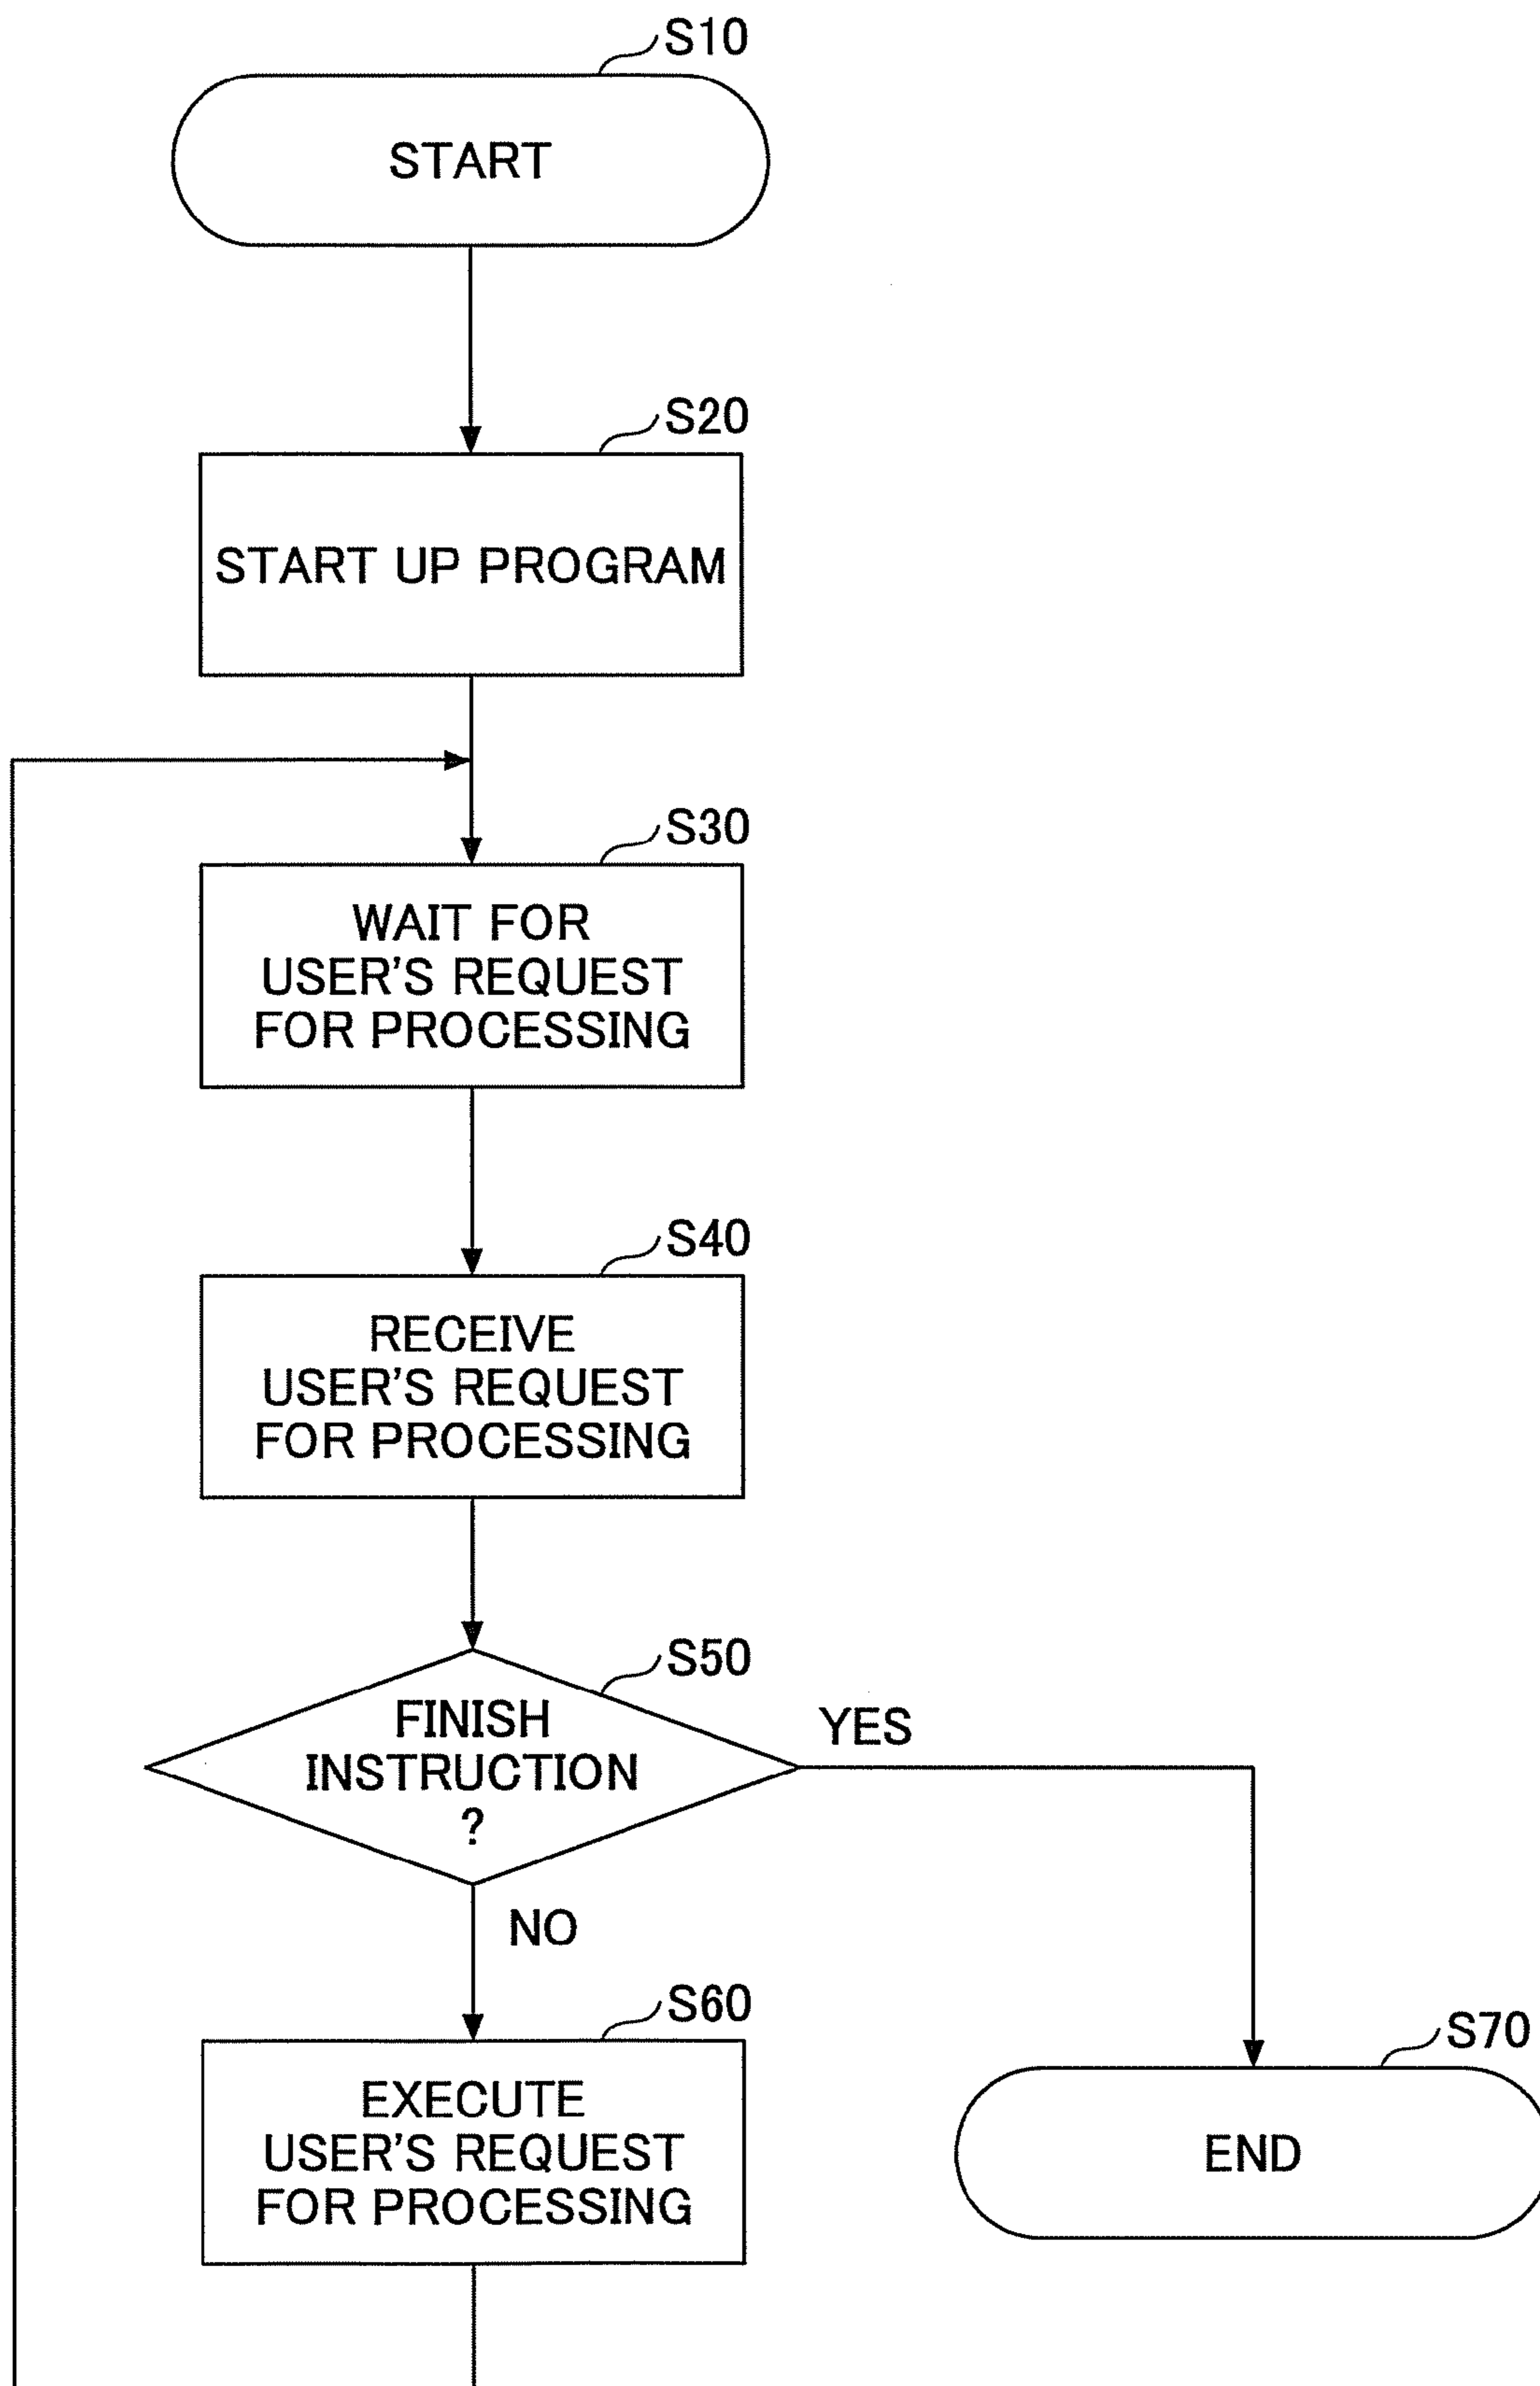 S10
START
S20
START UP PROGRAM
S30
WAIT FOR
USER'S REQUEST
FOR PROCESSING
S40
RECEIVE
USER'S REQUEST
FOR PROCESSING
S50
FINISH
INSTRUCTION
?
YES
NO
S60
EXECUTE
USER'S REQUEST
FOR PROCESSING
S70
END